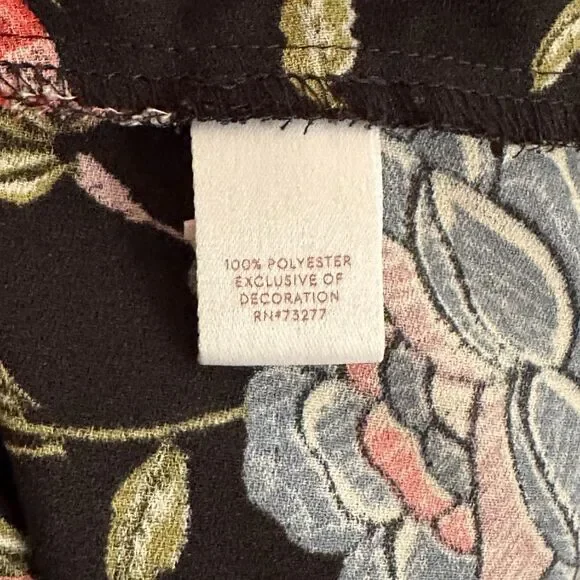 100% POLYESTER
EXCLUSIVE OF
DECORATION
RN#73277